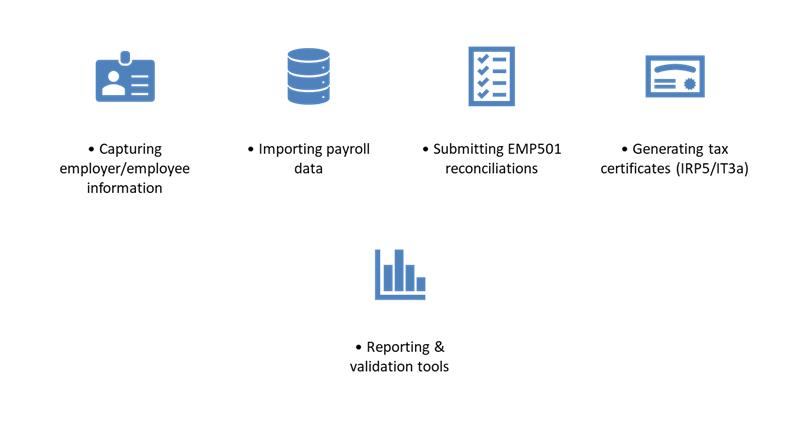 • Capturing
employer/employee
information
• Importing payroll
data
• Submitting EMP501
reconciliations
• Generating tax
certificates (IRP5/IT3a)
• Reporting &
validation tools